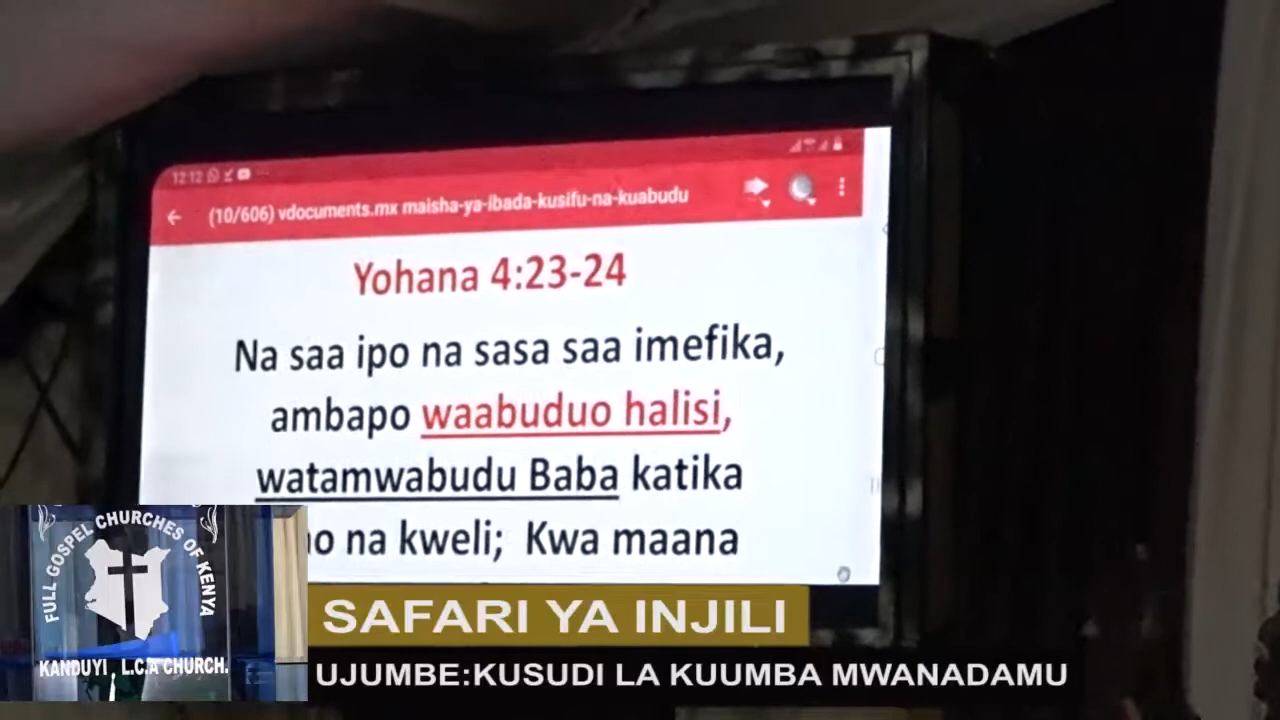 12:12
(10/606) vdocuments.mx maisha-ya-ibada-kusifu-na-kuabudu
Yohana 4:23-24
Na saa ipo na sasa saa imefika,
ambapo waabuduo halisi,
watamwabudu Baba katika
na kweli; Kwa maana
FULL GOSPEL CHURCHES OF KENYA
KANDUYI L.C.A CHURCH.
SAFARI YA INJILI
UJUMBE:KUSUDI LA KUUMBA MWANADAMU